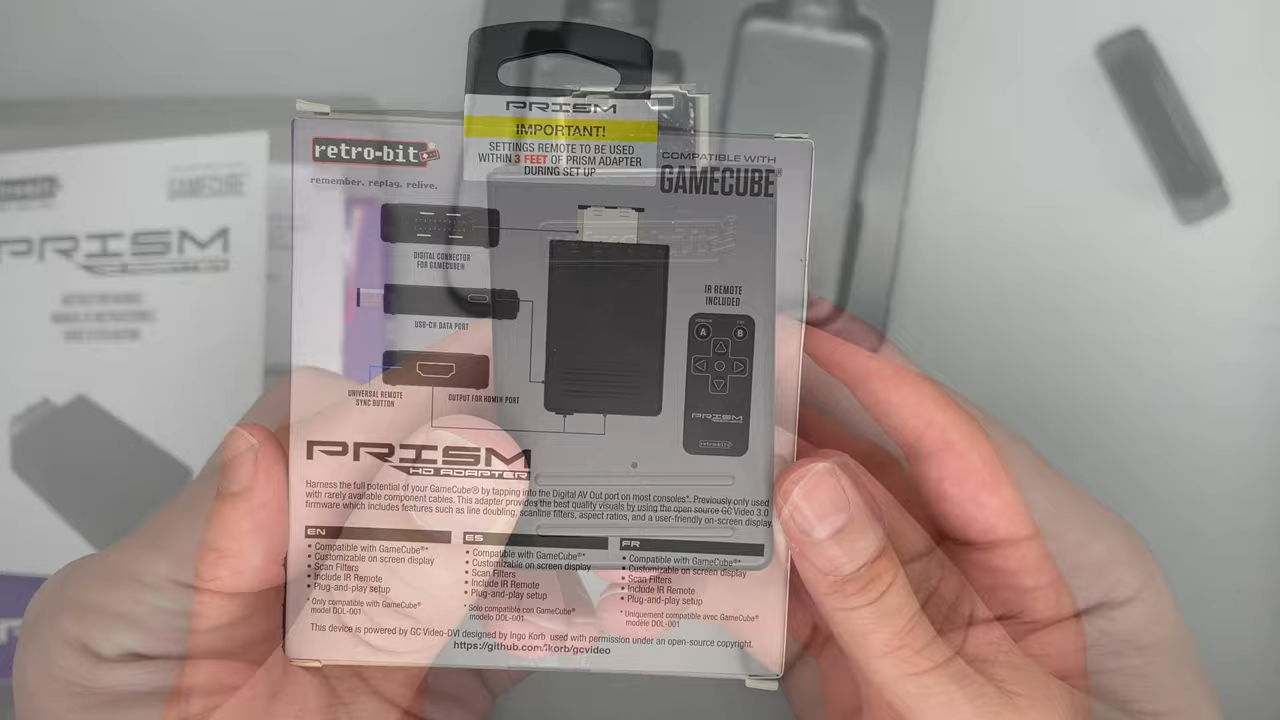 PRISM
IMPORTANT!
SETTINGS REMOTE TO BE USED
WITHIN 3 FEET OF PRISM ADAPTER
DURING SET UP
retro-bit
remember. replay. relive.
COMPATIBLE WITH
GAMECUBE®
DIGITAL CONNECTOR
FOR GAMECUBE®
USB-C® DATA PORT
UNIVERSAL REMOTE
SYNC BUTTON
OUTPUT FOR HDMI® PORT
IR REMOTE
INCLUDED
A
B
PRISM
retro-bit
PRISM
HD ADAPTER
Harness the full potential of your GameCube® by tapping into the Digital AV Out port on most consoles*. Previously only used
with rarely available component cables. This adapter provides the best quality visuals by using the open source GC Video 3.0
firmware which includes features such as line doubling, scanline filters, aspect ratios, and a user-friendly on-screen display.
EN
• Compatible with GameCube®*
• Customizable on screen display
• Scan Filters
• Include IR Remote
• Plug-and-play setup
* Only compatible with GameCube®
model DOL-001
ES
• Compatible with GameCube®*
• Customizable on screen display
• Scan Filters
• Include IR Remote
• Plug-and-play setup
* Solo compatible con GameCube®
modelo DOL-001
FR
• Compatible with GameCube®*
• Customizable on screen display
• Scan Filters
• Include IR Remote
• Plug-and-play setup
* Uniquement compatible avec GameCube®
modèle DOL-001
This device is powered by GC Video-DVI designed by Ingo Korb used with permission under an open-source copyright.
https://github.com/ikorb/gcvideo
GAMECUBE
PRISM